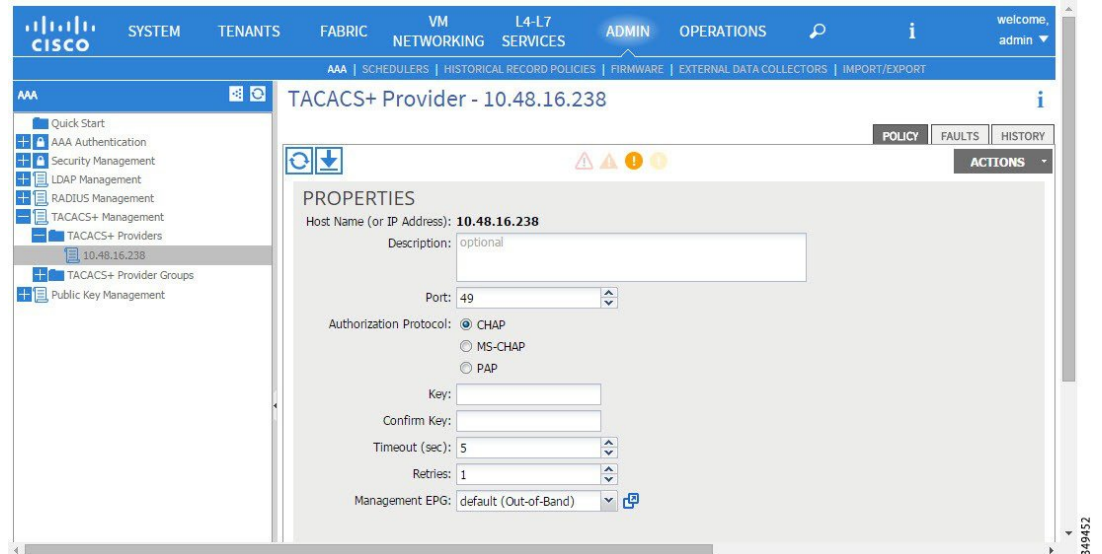 CISCO
SYSTEM TENANTS FABRIC VM NETWORKING L4-L7 SERVICES ADMIN OPERATIONS i welcome, admin
AAA | SCHEDULERS | HISTORICAL RECORD POLICIES | FIRMWARE | EXTERNAL DATA COLLECTORS | IMPORT/EXPORT
AAA
Quick Start
AAA Authentication
Security Management
LDAP Management
RADIUS Management
TACACS+ Management
TACACS+ Providers
10.48.16.238
TACACS+ Provider Groups
Public Key Management
TACACS+ Provider - 10.48.16.238 i
POLICY FAULTS HISTORY
ACTIONS
PROPERTIES
Host Name (or IP Address): 10.48.16.238
Description: optional
Port: 49
Authorization Protocol: CHAP
MS-CHAP
PAP
Key:
Confirm Key:
Timeout (sec): 5
Retries: 1
Management EPG: default (Out-of-Band)
349452